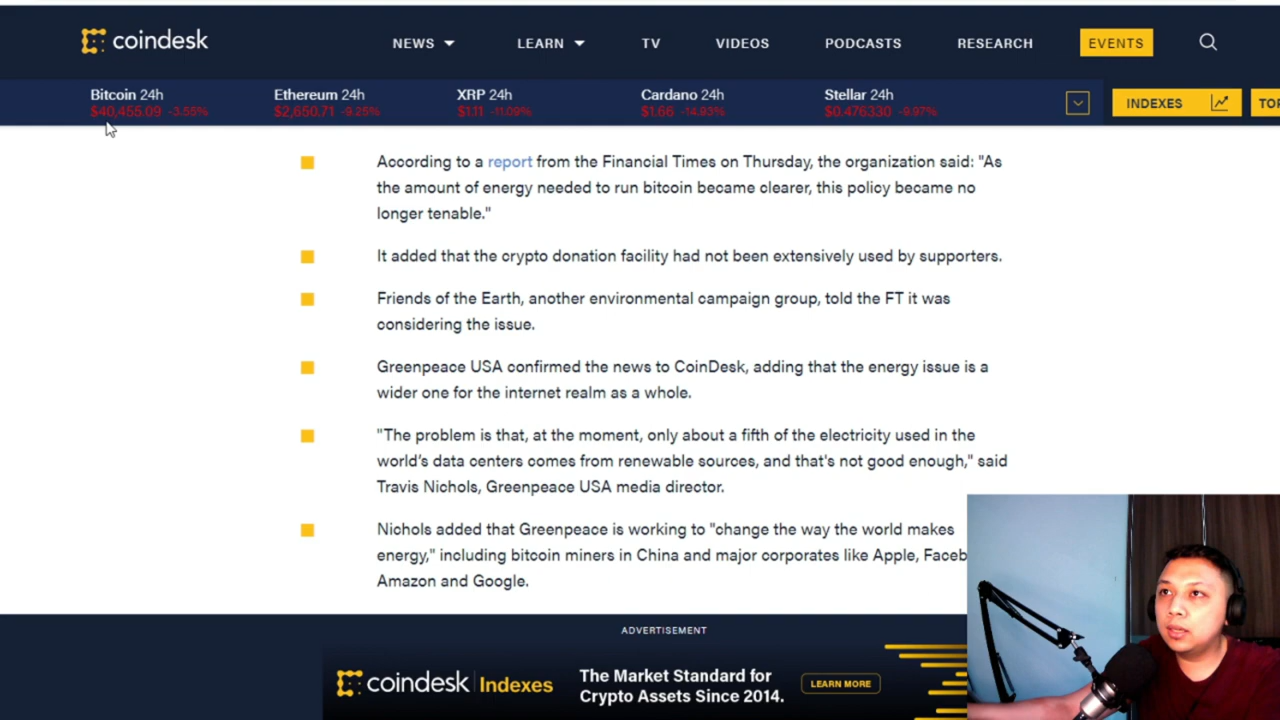 coindesk
NEWS LEARN TV VIDEOS PODCASTS RESEARCH EVENTS
Bitcoin 24h Ethereum 24h XRP 24h Cardano 24h Stellar 24h
$40,455.09 -3.55% $2,650.71 -9.25% $1.11 -11.09% $1.66 -14.93% $0.476330 -9.97%
INDEXES TOP
According to a report from the Financial Times on Thursday, the organization said: "As
the amount of energy needed to run bitcoin became clearer, this policy became no
longer tenable."
It added that the crypto donation facility had not been extensively used by supporters.
Friends of the Earth, another environmental campaign group, told the FT it was
considering the issue.
Greenpeace USA confirmed the news to CoinDesk, adding that the energy issue is a
wider one for the internet realm as a whole.
"The problem is that, at the moment, only about a fifth of the electricity used in the
world's data centers comes from renewable sources, and that's not good enough," said
Travis Nichols, Greenpeace USA media director.
Nichols added that Greenpeace is working to "change the way the world makes
energy," including bitcoin miners in China and major corporates like Apple, Faceb
Amazon and Google.
ADVERTISEMENT
coindesk Indexes
The Market Standard for
Crypto Assets Since 2014.
LEARN MORE